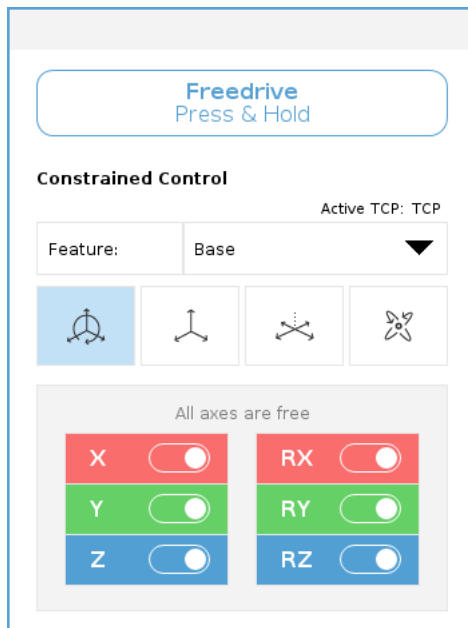 Freedrive
Press & Hold
Constrained Control
Active TCP: TCP
Feature: Base
All axes are free
X RX
Y RY
Z RZ